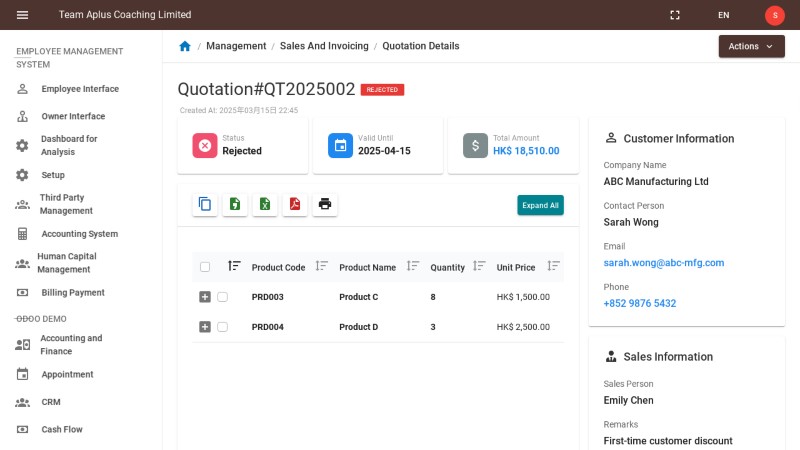 Team Aplus Coaching Limited
EN
S
EMPLOYEE MANAGEMENT
SYSTEM
Employee Interface
Owner Interface
Dashboard for
Analysis
Setup
Third Party
Management
Accounting System
Human Capital
Management
Billing Payment
ODOO DEMO
Accounting and
Finance
Appointment
CRM
Cash Flow
/ Management / Sales And Invoicing / Quotation Details
Actions
Quotation#QT2025002 REJECTED
Created At: 2025年03月15日 22:45
Status
Rejected
Valid Until
2025-04-15
$
Total Amount
HK$ 18,510.00
Expand All
Product Code Product Name Quantity Unit Price
PRD003 Product C 8 HK$ 1,500.00
PRD004 Product D 3 HK$ 2,500.00
Customer Information
Company Name
ABC Manufacturing Ltd
Contact Person
Sarah Wong
Email
sarah.wong@abc-mfg.com
Phone
+852 9876 5432
Sales Information
Sales Person
Emily Chen
Remarks
First-time customer discount